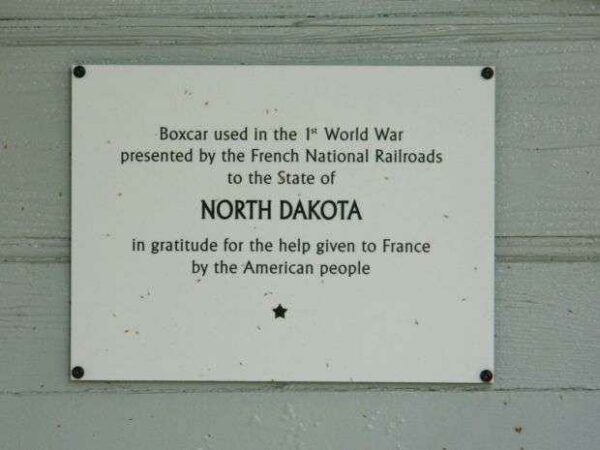 Boxcar used in the 1st World War
presented by the French National Railroads
to the State of
NORTH DAKOTA
in gratitude for the help given to France
by the American people